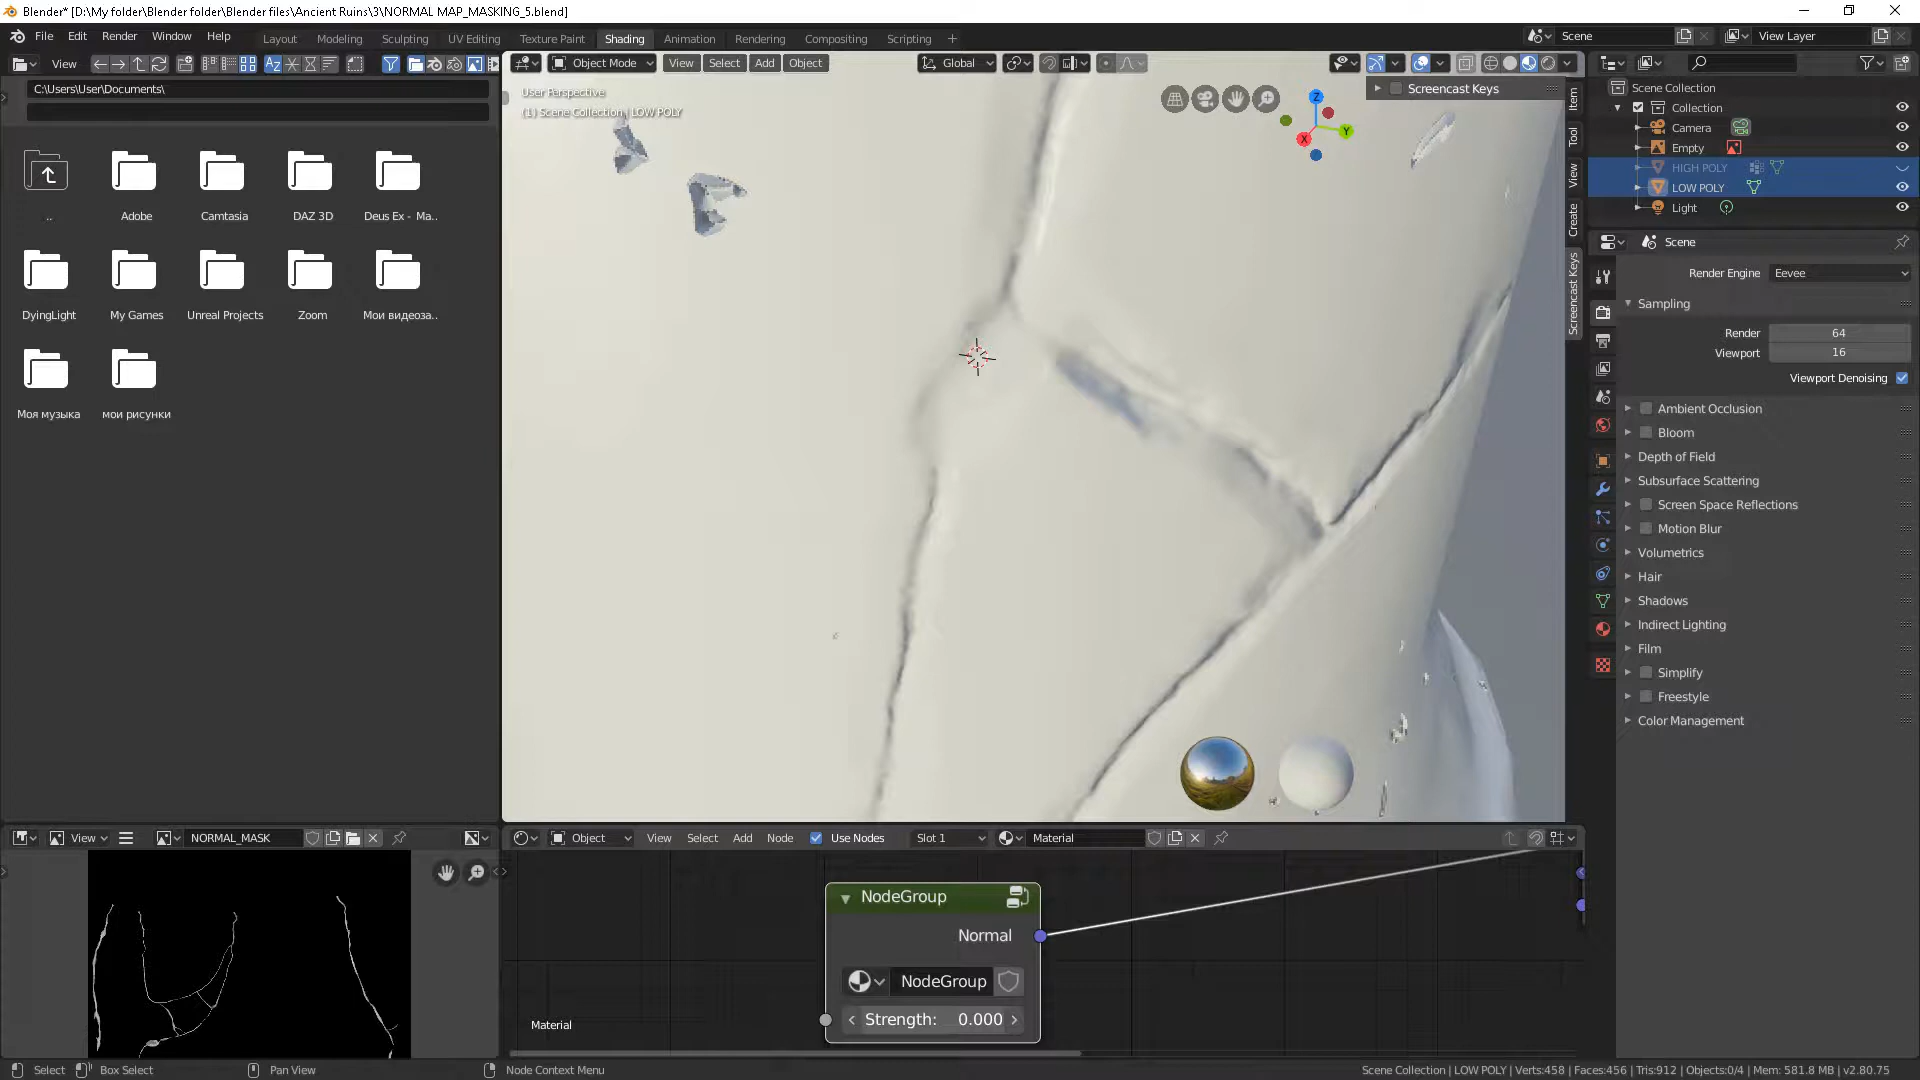 Blender* [D:\My folder\Blender folder\Blender files\Ancient Ruins\3\NORMAL MAP_MASKING_5.blend]
File Edit Render Window Help Layout Modeling Sculpting UV Editing Texture Paint Shading Animation Rendering Compositing Scripting + Scene View Layer
View Object Mode View Select Add Object Global
C:\Users\User\Documents\
User Perspective
(1) Scene Collection | LOW POLY
Screencast Keys
Z
Y
X
Item
Tool
View
Create
Screencast Keys
Scene Collection
Collection
Camera
Empty
HIGH POLY
LOW POLY
Light
..
Adobe
Camtasia
DAZ 3D
Deus Ex - Ma..
DyingLight
My Games
Unreal Projects
Zoom
Мои видеоза..
Моя музыка
мои рисунки
Scene
Render Engine Eevee
Sampling
Render 64
Viewport 16
Viewport Denoising
Ambient Occlusion
Bloom
Depth of Field
Subsurface Scattering
Screen Space Reflections
Motion Blur
Volumetrics
Hair
Shadows
Indirect Lighting
Film
Simplify
Freestyle
Color Management
View NORMAL_MASK
Object View Select Add Node Use Nodes Slot 1 Material
NodeGroup
Normal
NodeGroup
Strength: 0.000
Material
Select Box Select Pan View Node Context Menu
Scene Collection | LOW POLY | Verts:458 | Faces:456 | Tris:912 | Objects:0/4 | Mem: 581.8 MB | v2.80.75